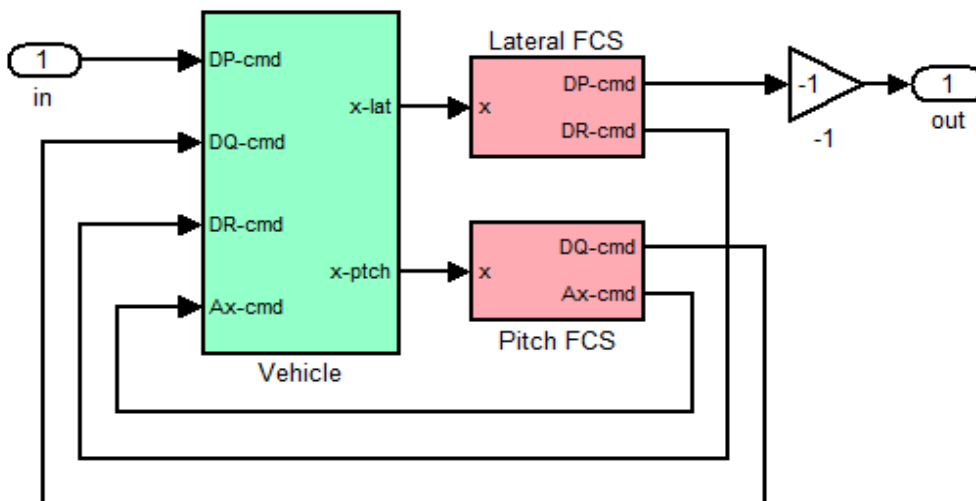 1
in
DP-cmd
DQ-cmd
DR-cmd
Ax-cmd
x-lat
x-ptch
Vehicle
Lateral FCS
x
DP-cmd
DR-cmd
x
DQ-cmd
Ax-cmd
Pitch FCS
-1
-1
1
out